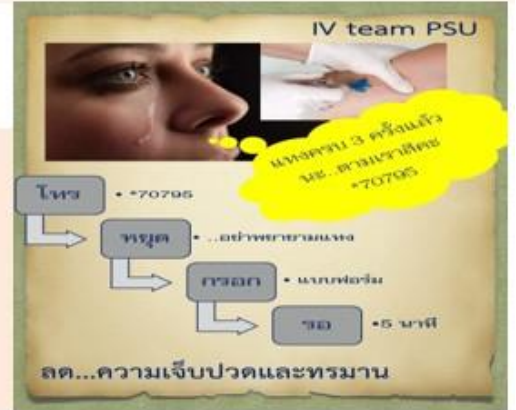 IV team PSU
แทงครบ 3 ครั้งแล้ว
นะ..ตามเราสิคะ
*70795
โทร • *70795
หยุด • ..อย่าพยายามแทง
กรอก • แบบฟอร์ม
รอ •5 นาที
ลด...ความเจ็บปวดและทรมาน